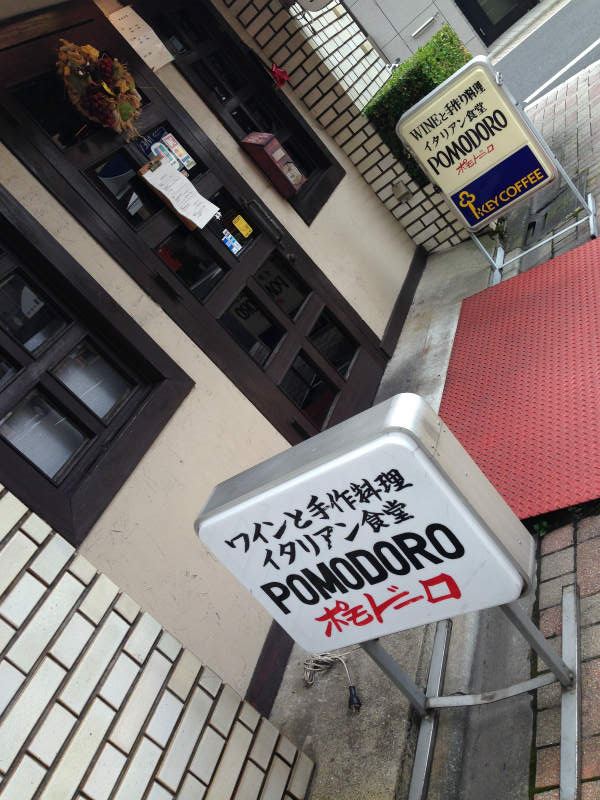 WINEと手作り料理
イタリアン食堂
POMODORO
ポモドーロ
KEY COFFEE
ワインと手作料理
イタリアン食堂
POMODORO
ポモドーロ